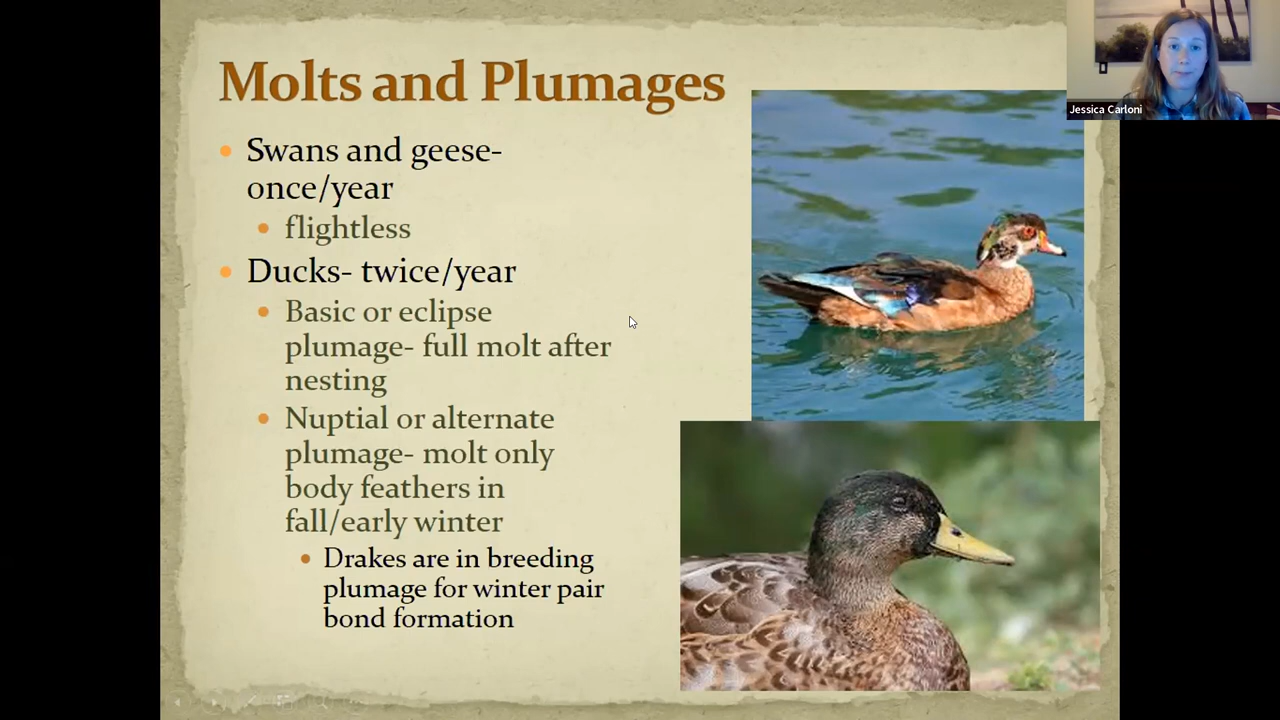 Molts and Plumages
Swans and geese-
once/year
flightless
Ducks- twice/year
Basic or eclipse
plumage- full molt after
nesting
Nuptial or alternate
plumage- molt only
body feathers in
fall/early winter
Drakes are in breeding
plumage for winter pair
bond formation
Jessica Carloni